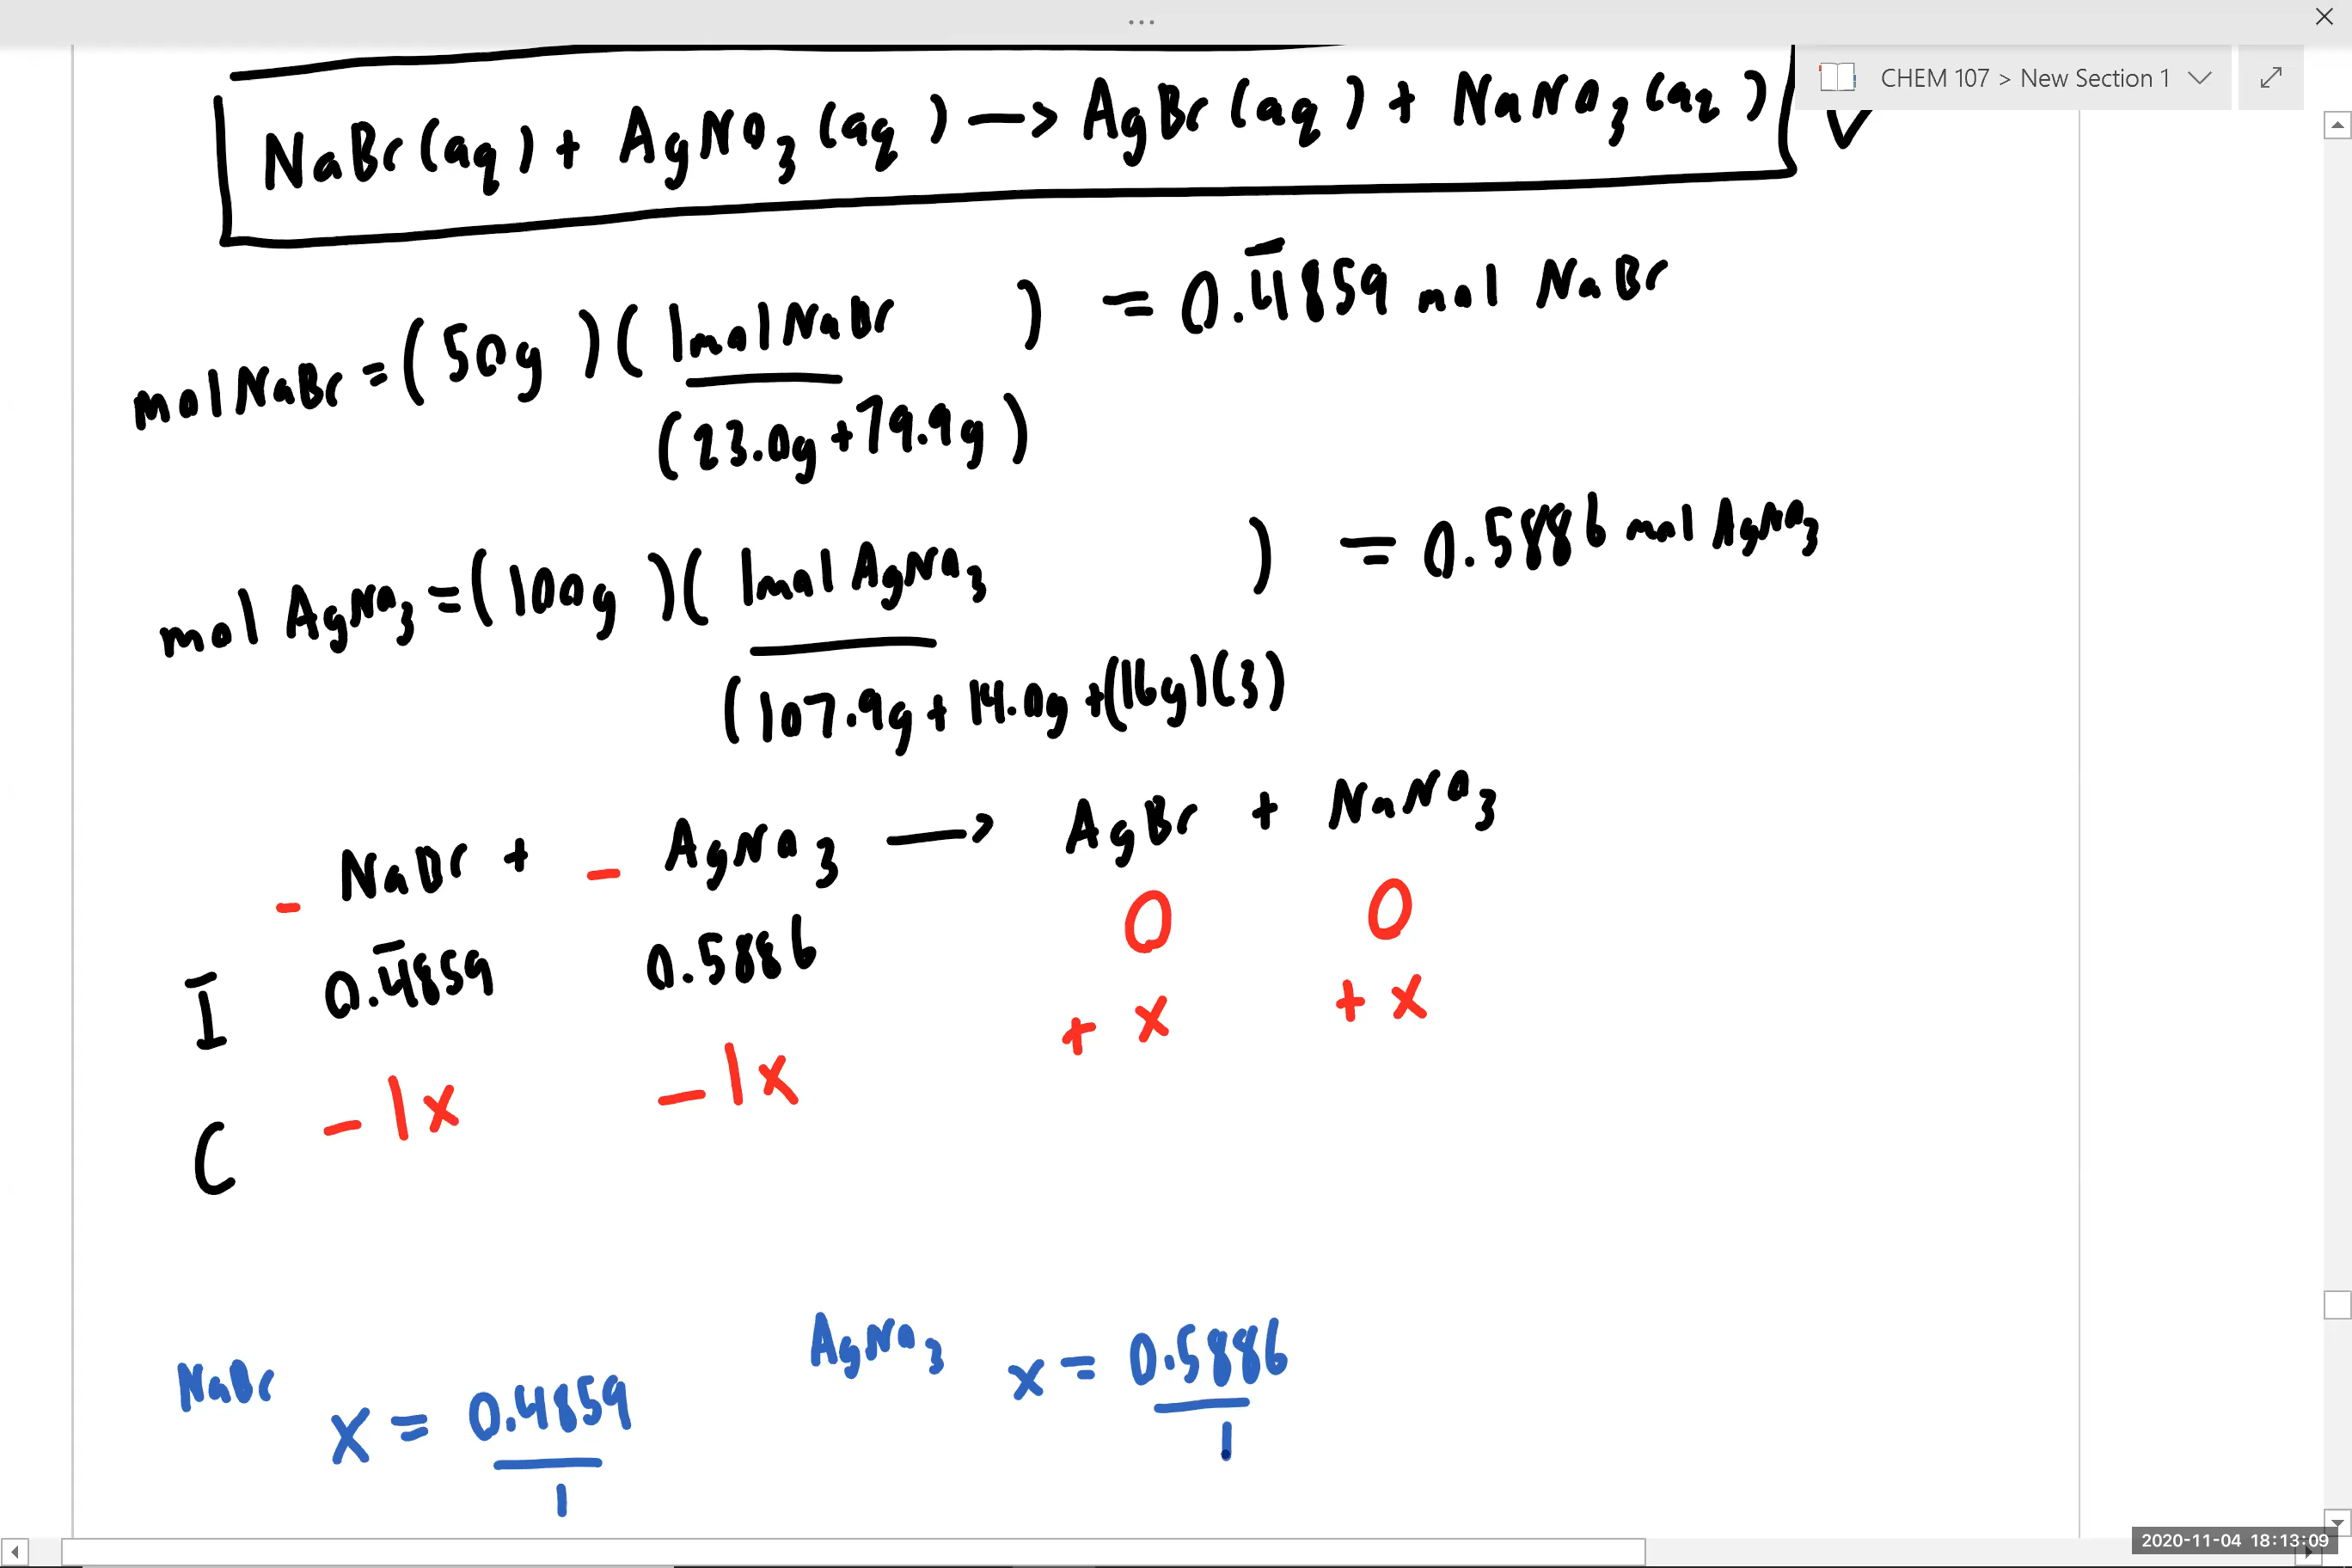 ...
CHEM 107 > New Section 1
NaBr(aq) + AgNO3(aq) → AgBr(aq) + NaNO3(aq) ✓
mol NaBr = (50g)(1mol NaBr / (23.0g+79.9g)) = 0.4859 mol NaBr
mol AgNO3 = (100g)(1mol AgNO3 / (107.9g+14.0g+(16g)(3)) = 0.5886 mol AgNO3
- NaBr + - AgNO3 → AgBr + NaNO3
I 0.4859 0.5886 0 0
C -1x -1x +x +x
NaBr x = 0.4859 / 1
AgNO3 x = 0.5886 / 1
2020-11-04 18:13:09